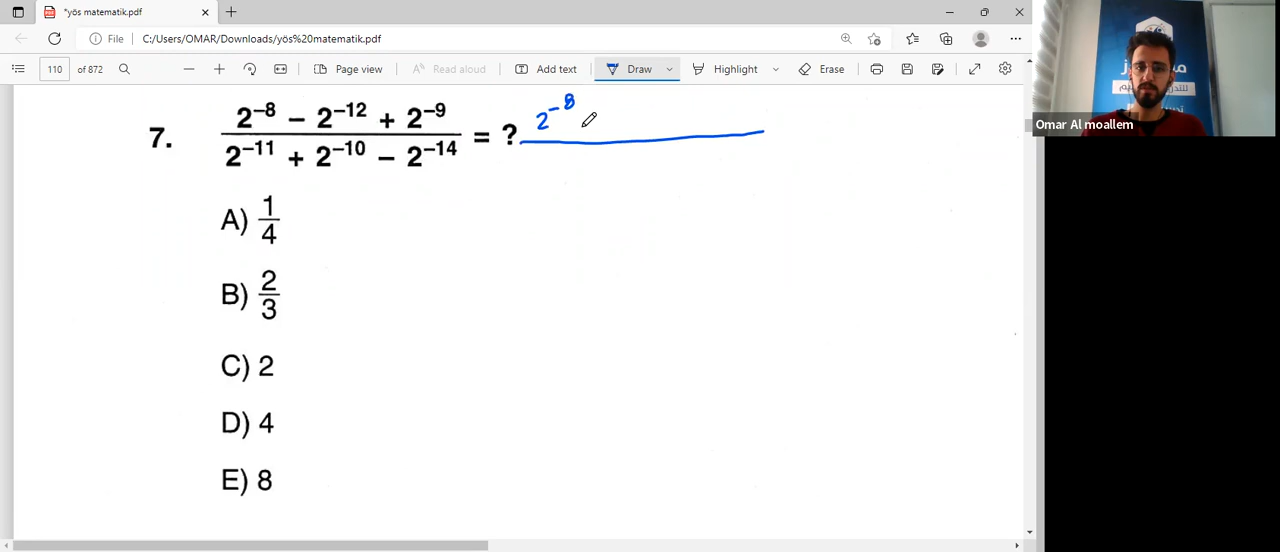 *yös matematik.pdf
File C:/Users/OMAR/Downloads/yös%20matematik.pdf
110 of 872 Page view Read aloud Add text Draw Highlight Erase
7. (2⁻⁸ − 2⁻¹² + 2⁻⁹) / (2⁻¹¹ + 2⁻¹⁰ − 2⁻¹⁴) = ? 2⁻⁸
A) 1/4
B) 2/3
C) 2
D) 4
E) 8
Omar Al moallem